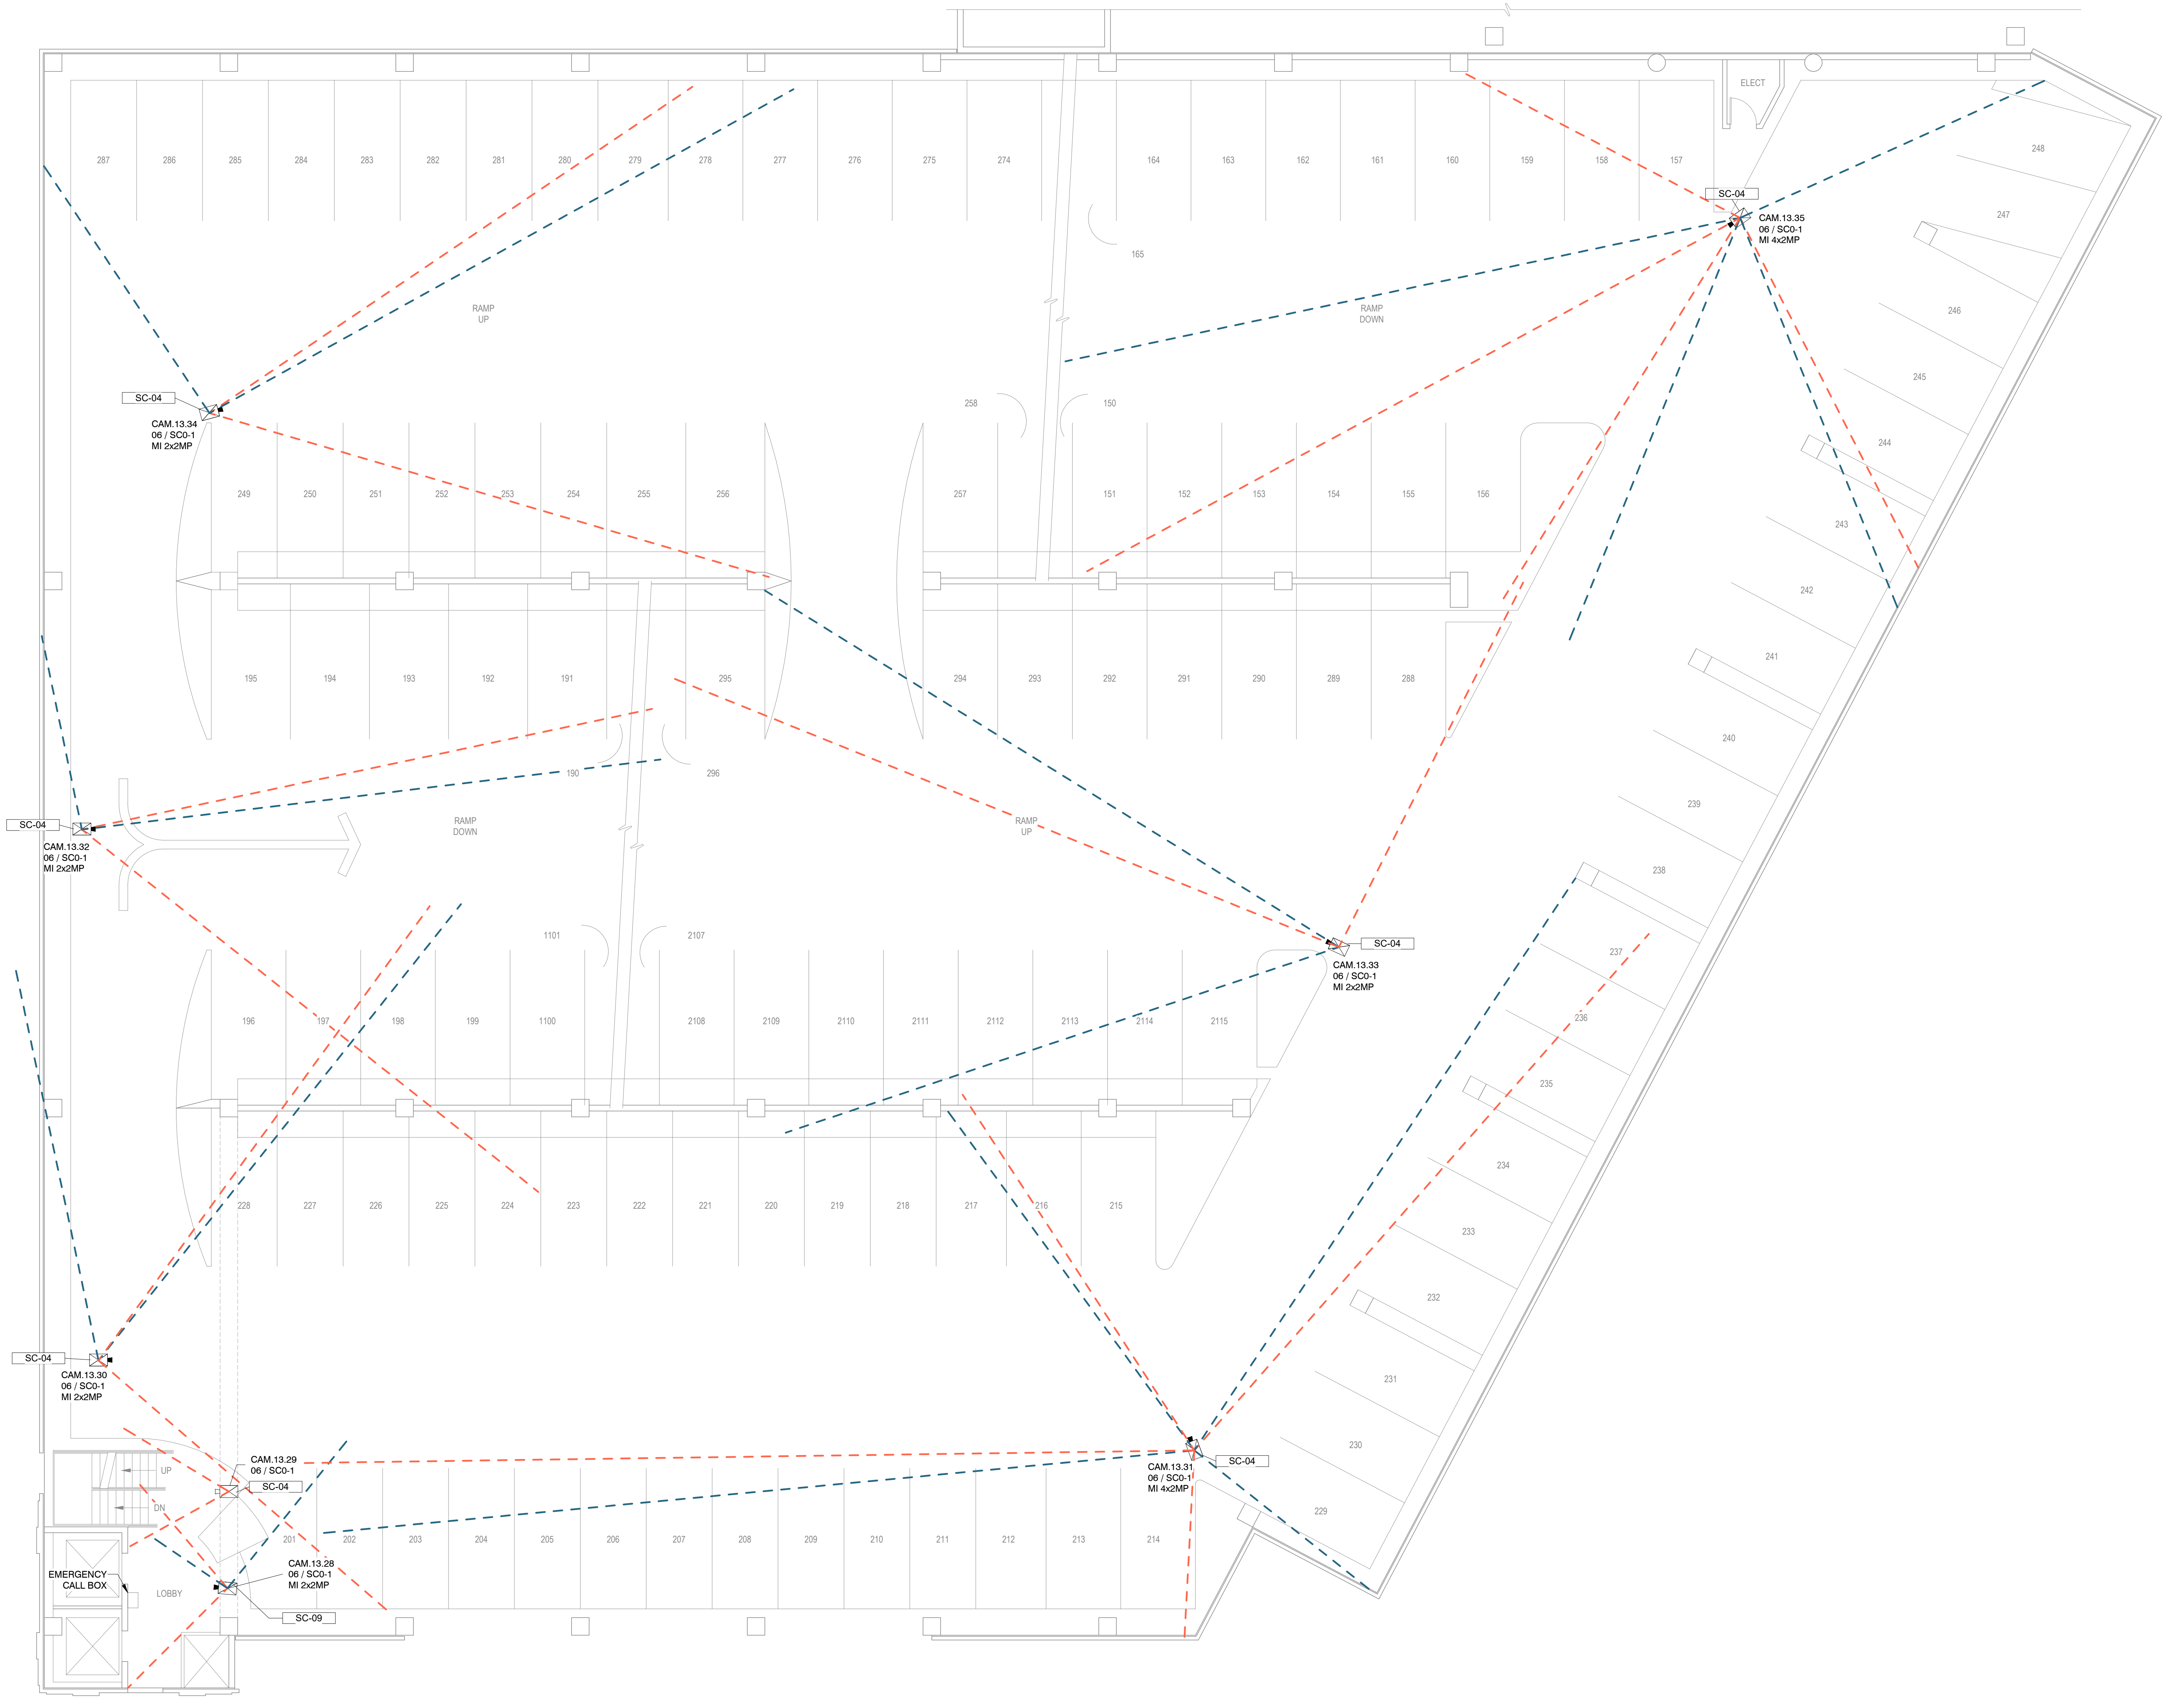 ELECT
287 286 285 284 283 282 281 280 279 278 277 276 275 274 164 163 162 161 160 159 158 157
248
SC-04
CAM.13.35
06 / SC0-1
MI 4x2MP
247
165
RAMP
UP
RAMP
DOWN
246
245
SC-04
CAM.13.34
06 / SC0-1
MI 2x2MP
258
150
244
249 250 251 252 253 254 255 256 257 151 152 153 154 155 156
243
242
241
195 194 193 192 191 295 294 293 292 291 290 289 288
240
190
296
239
SC-04
CAM.13.32
06 / SC0-1
MI 2x2MP
RAMP
DOWN
RAMP
UP
238
1101
2107
SC-04
CAM.13.33
06 / SC0-1
MI 2x2MP
237
196 197 198 199 1100 2108 2109 2110 2111 2112 2113 2114 2115
236
235
234
228 227 226 225 224 223 222 221 220 219 218 217 216 215
233
232
SC-04
CAM.13.30
06 / SC0-1
MI 2x2MP
231
230
UP
CAM.13.29
06 / SC0-1
SC-04
CAM.13.31
06 / SC0-1
MI 4x2MP
SC-04
DN
229
201 202 203 204 205 206 207 208 209 210 211 212 213 214
CAM.13.28
06 / SC0-1
MI 2x2MP
EMERGENCY
CALL BOX
LOBBY
SC-09